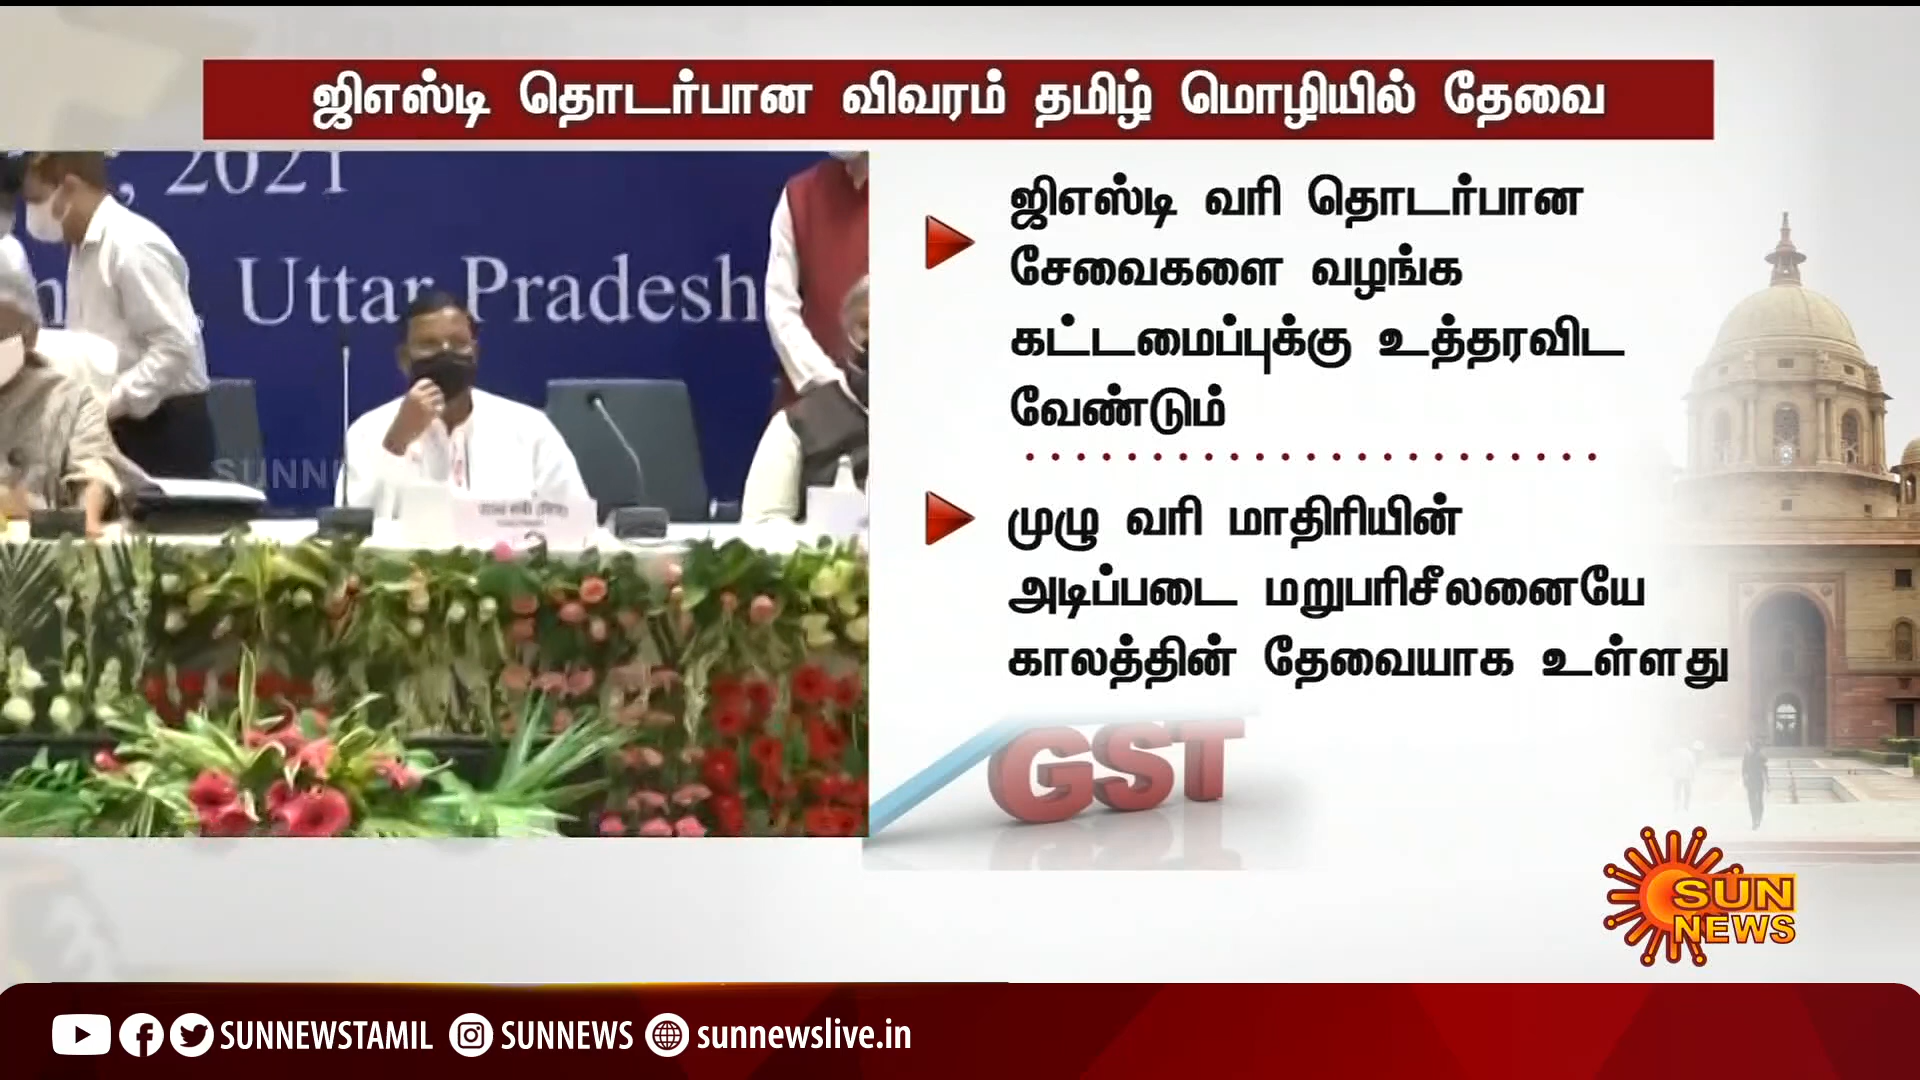 ஜிஎஸ்டி தொடர்பான விவரம் தமிழ் மொழியில் தேவை
, 2021
, Uttar Pradesh
SUNN
ஜிஎஸ்டி வரி தொடர்பான
சேவைகளை வழங்க
கட்டமைப்புக்கு உத்தரவிட
வேண்டும்
முழு வரி மாதிரியின்
அடிப்படை மறுபரிசீலனையே
காலத்தின் தேவையாக உள்ளது
GST
SUN
NEWS
SUNNEWSTAMIL SUNNEWS sunnewslive.in